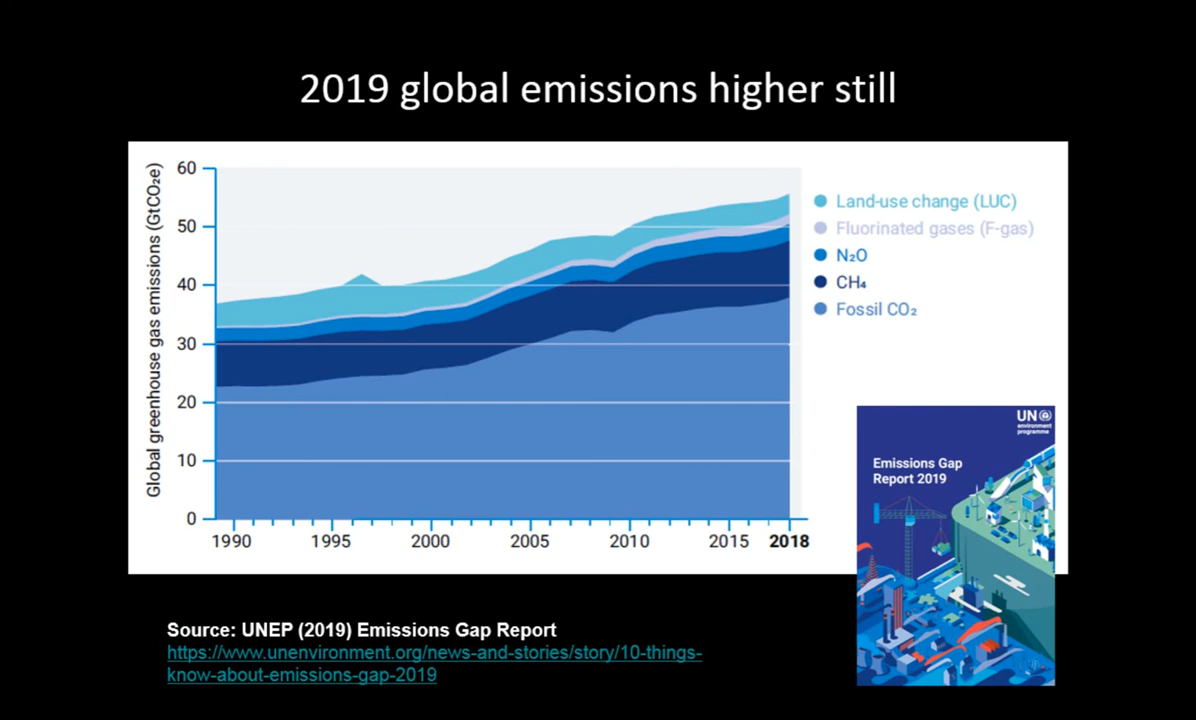 2019 global emissions higher still
Global greenhouse gas emissions (GtCO₂e)
60
50
40
30
20
10
0
1990 1995 2000 2005 2010 2015 2018
Land-use change (LUC)
Fluorinated gases (F-gas)
N₂O
CH₄
Fossil CO₂
UN
environment
programme
Emissions Gap
Report 2019
Source: UNEP (2019) Emissions Gap Report
https://www.unenvironment.org/news-and-stories/story/10-things-
know-about-emissions-gap-2019